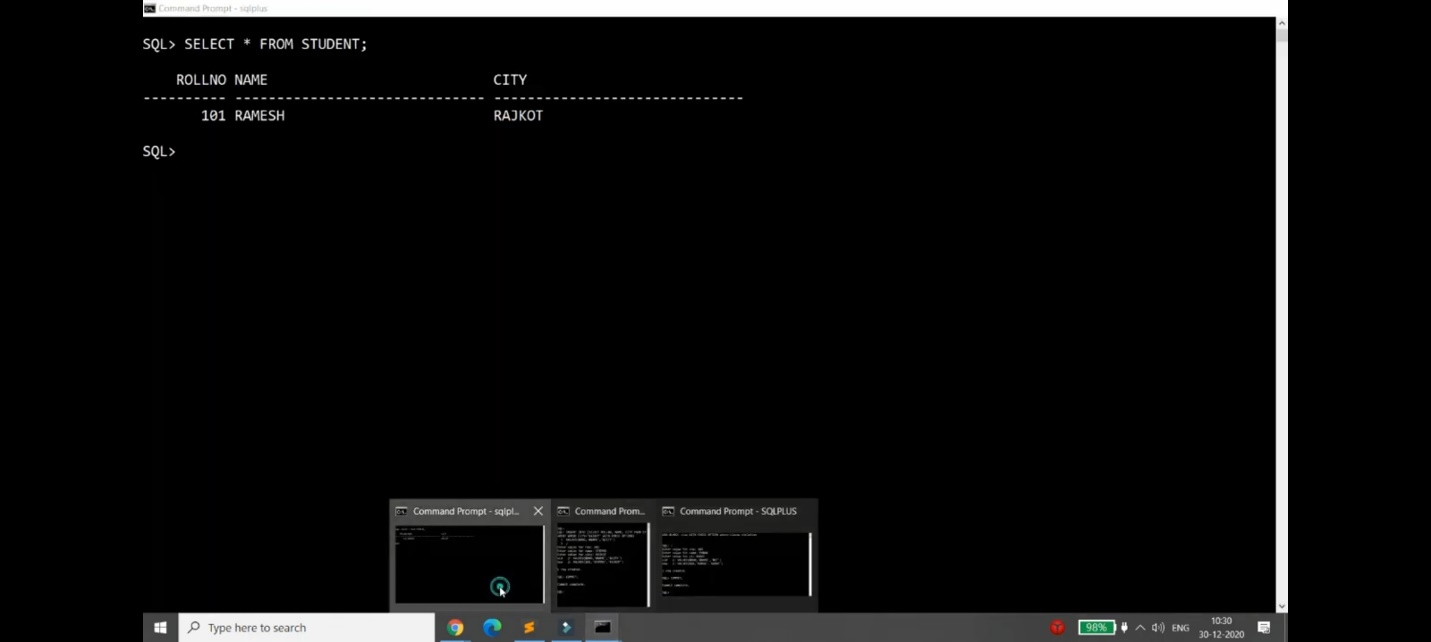 Command Prompt - sqlplus
SQL> SELECT * FROM STUDENT;
ROLLNO NAME CITY
---------- ------------------------------ ------------------------------
101 RAMESH RAJKOT
SQL>
Command Prompt - sqlpl...
Command Prom...
Command Prompt - SQLPLUS
Type here to search
98%
ENG
10:30
30-12-2020